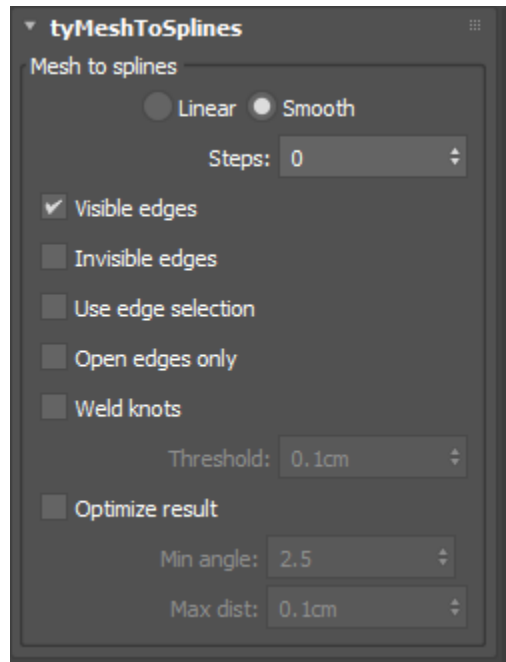 tyMeshToSplines
Mesh to splines
Linear Smooth
Steps: 0
Visible edges
Invisible edges
Use edge selection
Open edges only
Weld knots
Threshold: 0.1cm
Optimize result
Min angle: 2.5
Max dist: 0.1cm